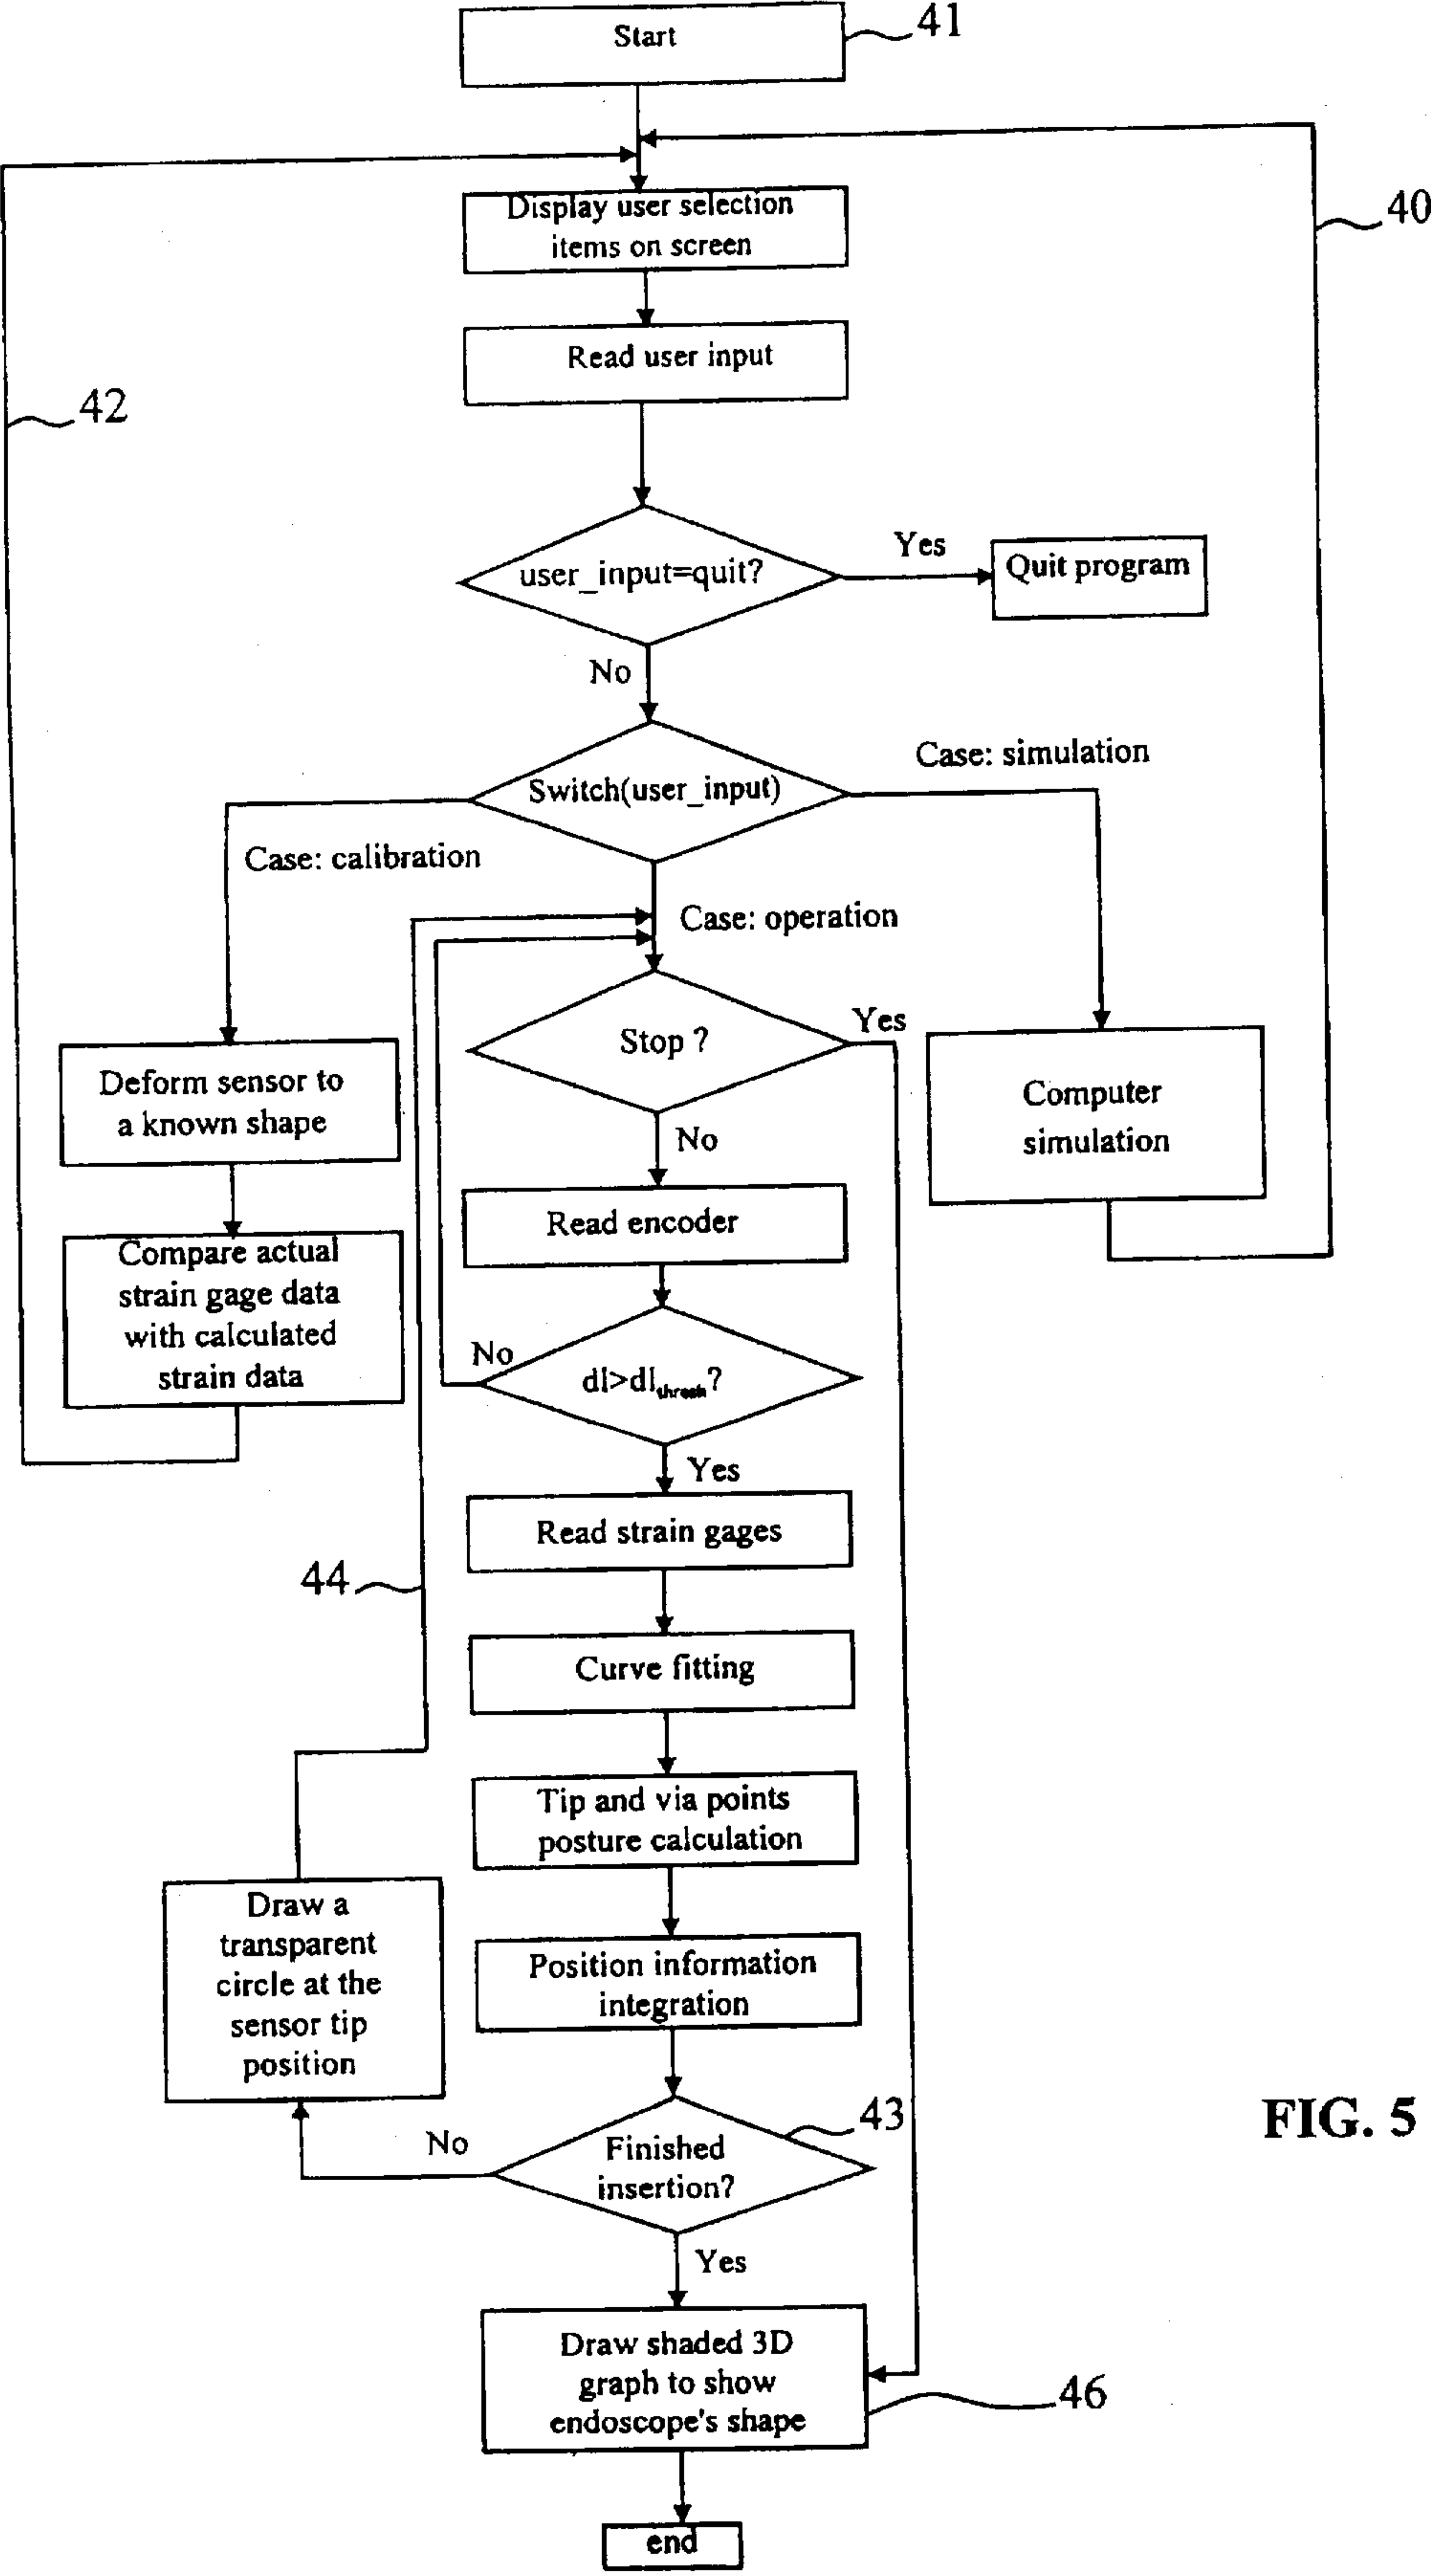 Start
41
Display user selection
items on screen
40
Read user input
42
user_input=quit?
Yes
Quit program
No
Switch(user_input)
Case: simulation
Case: calibration
Case: operation
Stop ?
Yes
Deform sensor to
a known shape
Computer
simulation
No
Read encoder
Compare actual
strain gage data
with calculated
strain data
No
dl>dlthresh?
Yes
Read strain gages
44
Curve fitting
Tip and via points
posture calculation
Draw a
transparent
circle at the
sensor tip
position
Position information
integration
43
FIG. 5
No
Finished
insertion?
Yes
Draw shaded 3D
graph to show
endoscope's shape
46
end